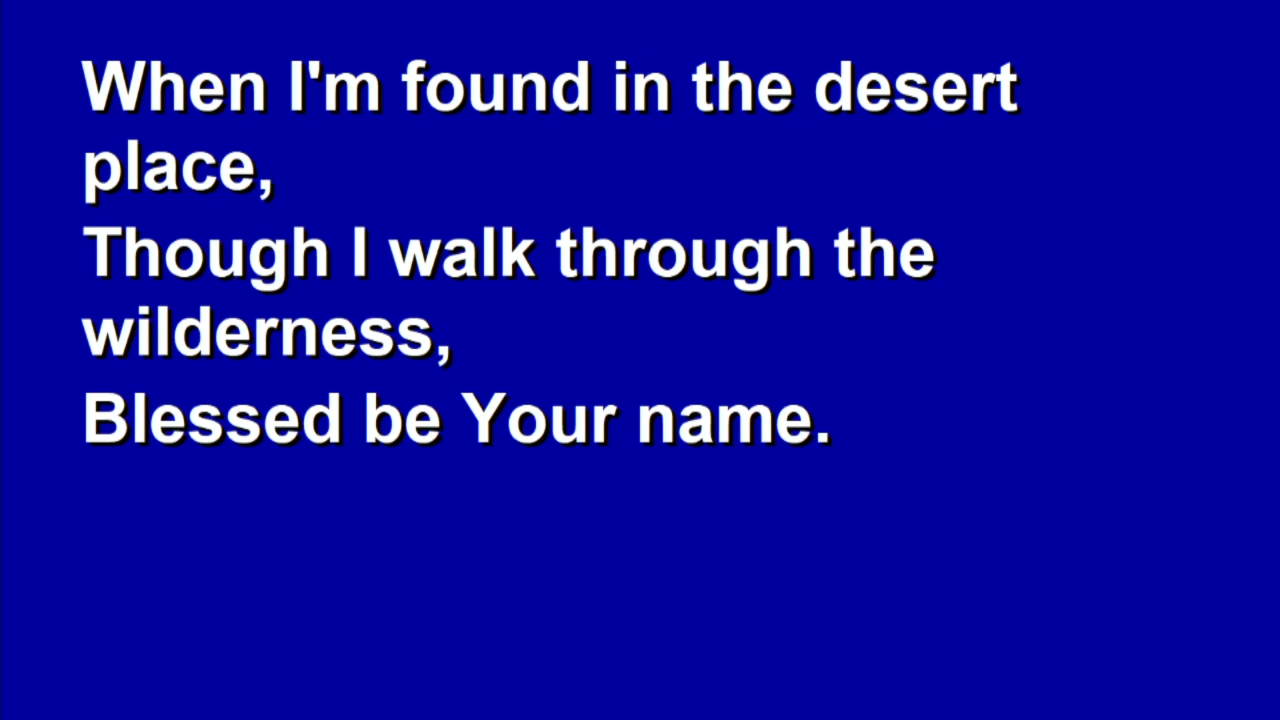 When I'm found in the desert
place,
Though I walk through the
wilderness,
Blessed be Your name.